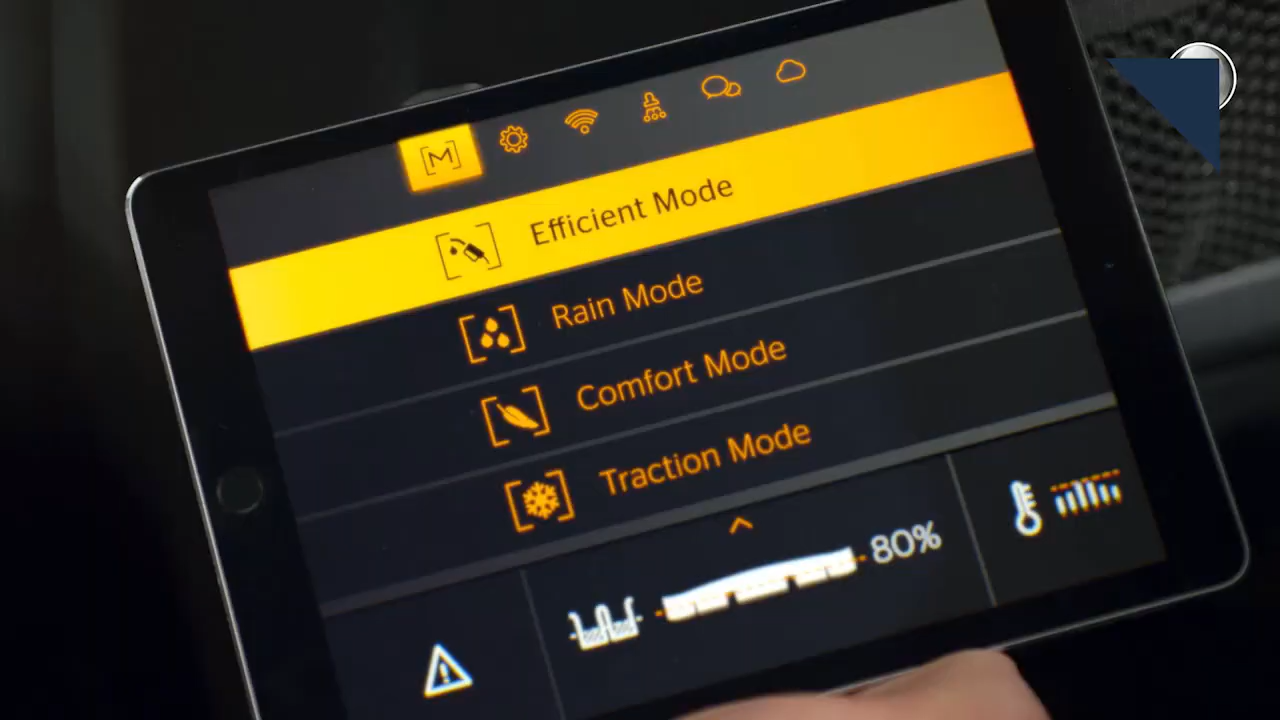 [M]
Efficient Mode
Rain Mode
Comfort Mode
Traction Mode
80%